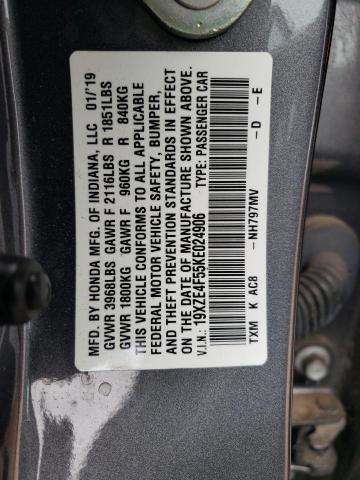 MFD. BY HONDA MFG. OF INDIANA, LLC 01/'19
GVWR 3968LBS GAWR F 2116LBS R 1851LBS
GVWR 1800KG GAWR F 960KG R 840KG
THIS VEHICLE CONFORMS TO ALL APPLICABLE
FEDERAL MOTOR VEHICLE SAFETY, BUMPER,
AND THEFT PREVENTION STANDARDS IN EFFECT
ON THE DATE OF MANUFACTURE SHOWN ABOVE.
V.I.N.: 19XZE4F55KE024906 TYPE: PASSENGER CAR
TXM K AC8 -NH797MV -D -E